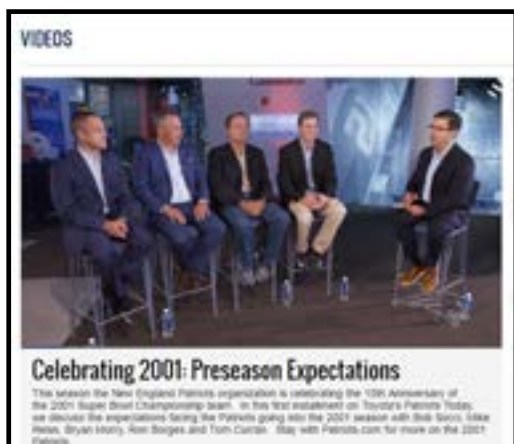 VIDEOS
Celebrating 2001: Preseason Expectations
This season the New England Patriots organization is celebrating the 15th Anniversary of
the 2001 Super Bowl Championship team. In this first installment on Toyota's Patriots Today,
we discuss the expectations facing the Patriots going into the 2001 season with Bob Socci, Mike
Reiss, Bryan Morry, Ron Borges and Tom Curran. Stay with Patriots.com for more on the 2001
Patriots.